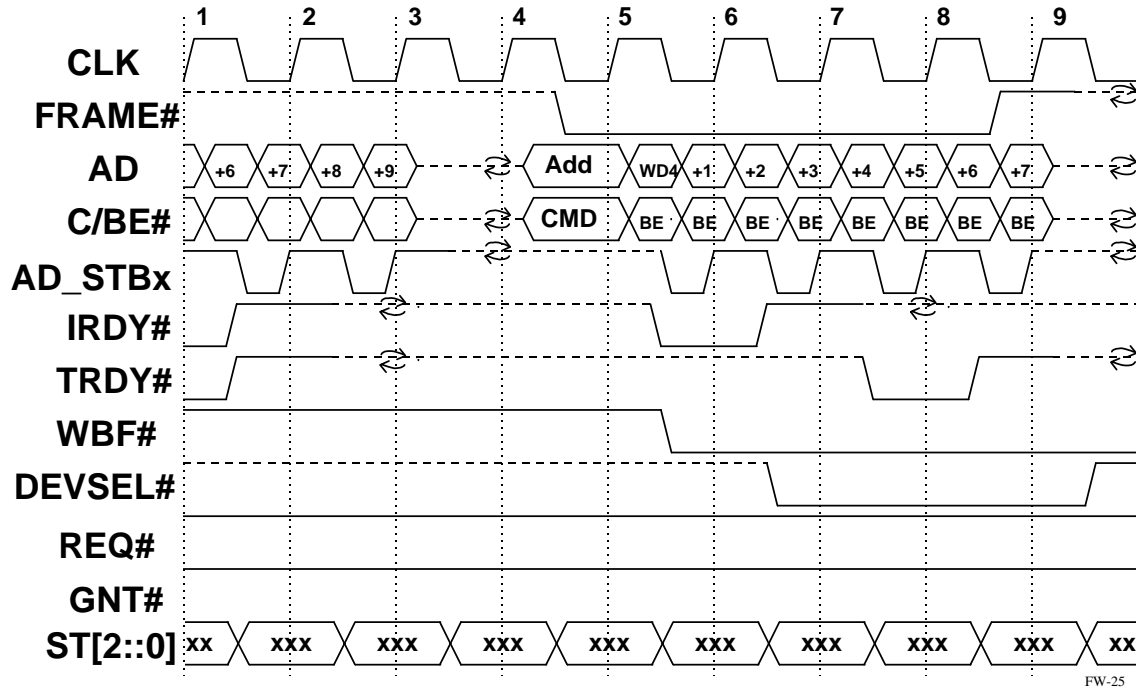 1 2 3 4 5 6 7 8 9
CLK
FRAME#
AD +6 +7 +8 +9 Add WD4 +1 +2 +3 +4 +5 +6 +7
C/BE# CMD BE BE BE BE BE BE BE BE
AD_STBx
IRDY#
TRDY#
WBF#
DEVSEL#
REQ#
GNT#
ST[2::0] xx xxx xxx xxx xxx xxx xxx xxx xxx xx
FW-25